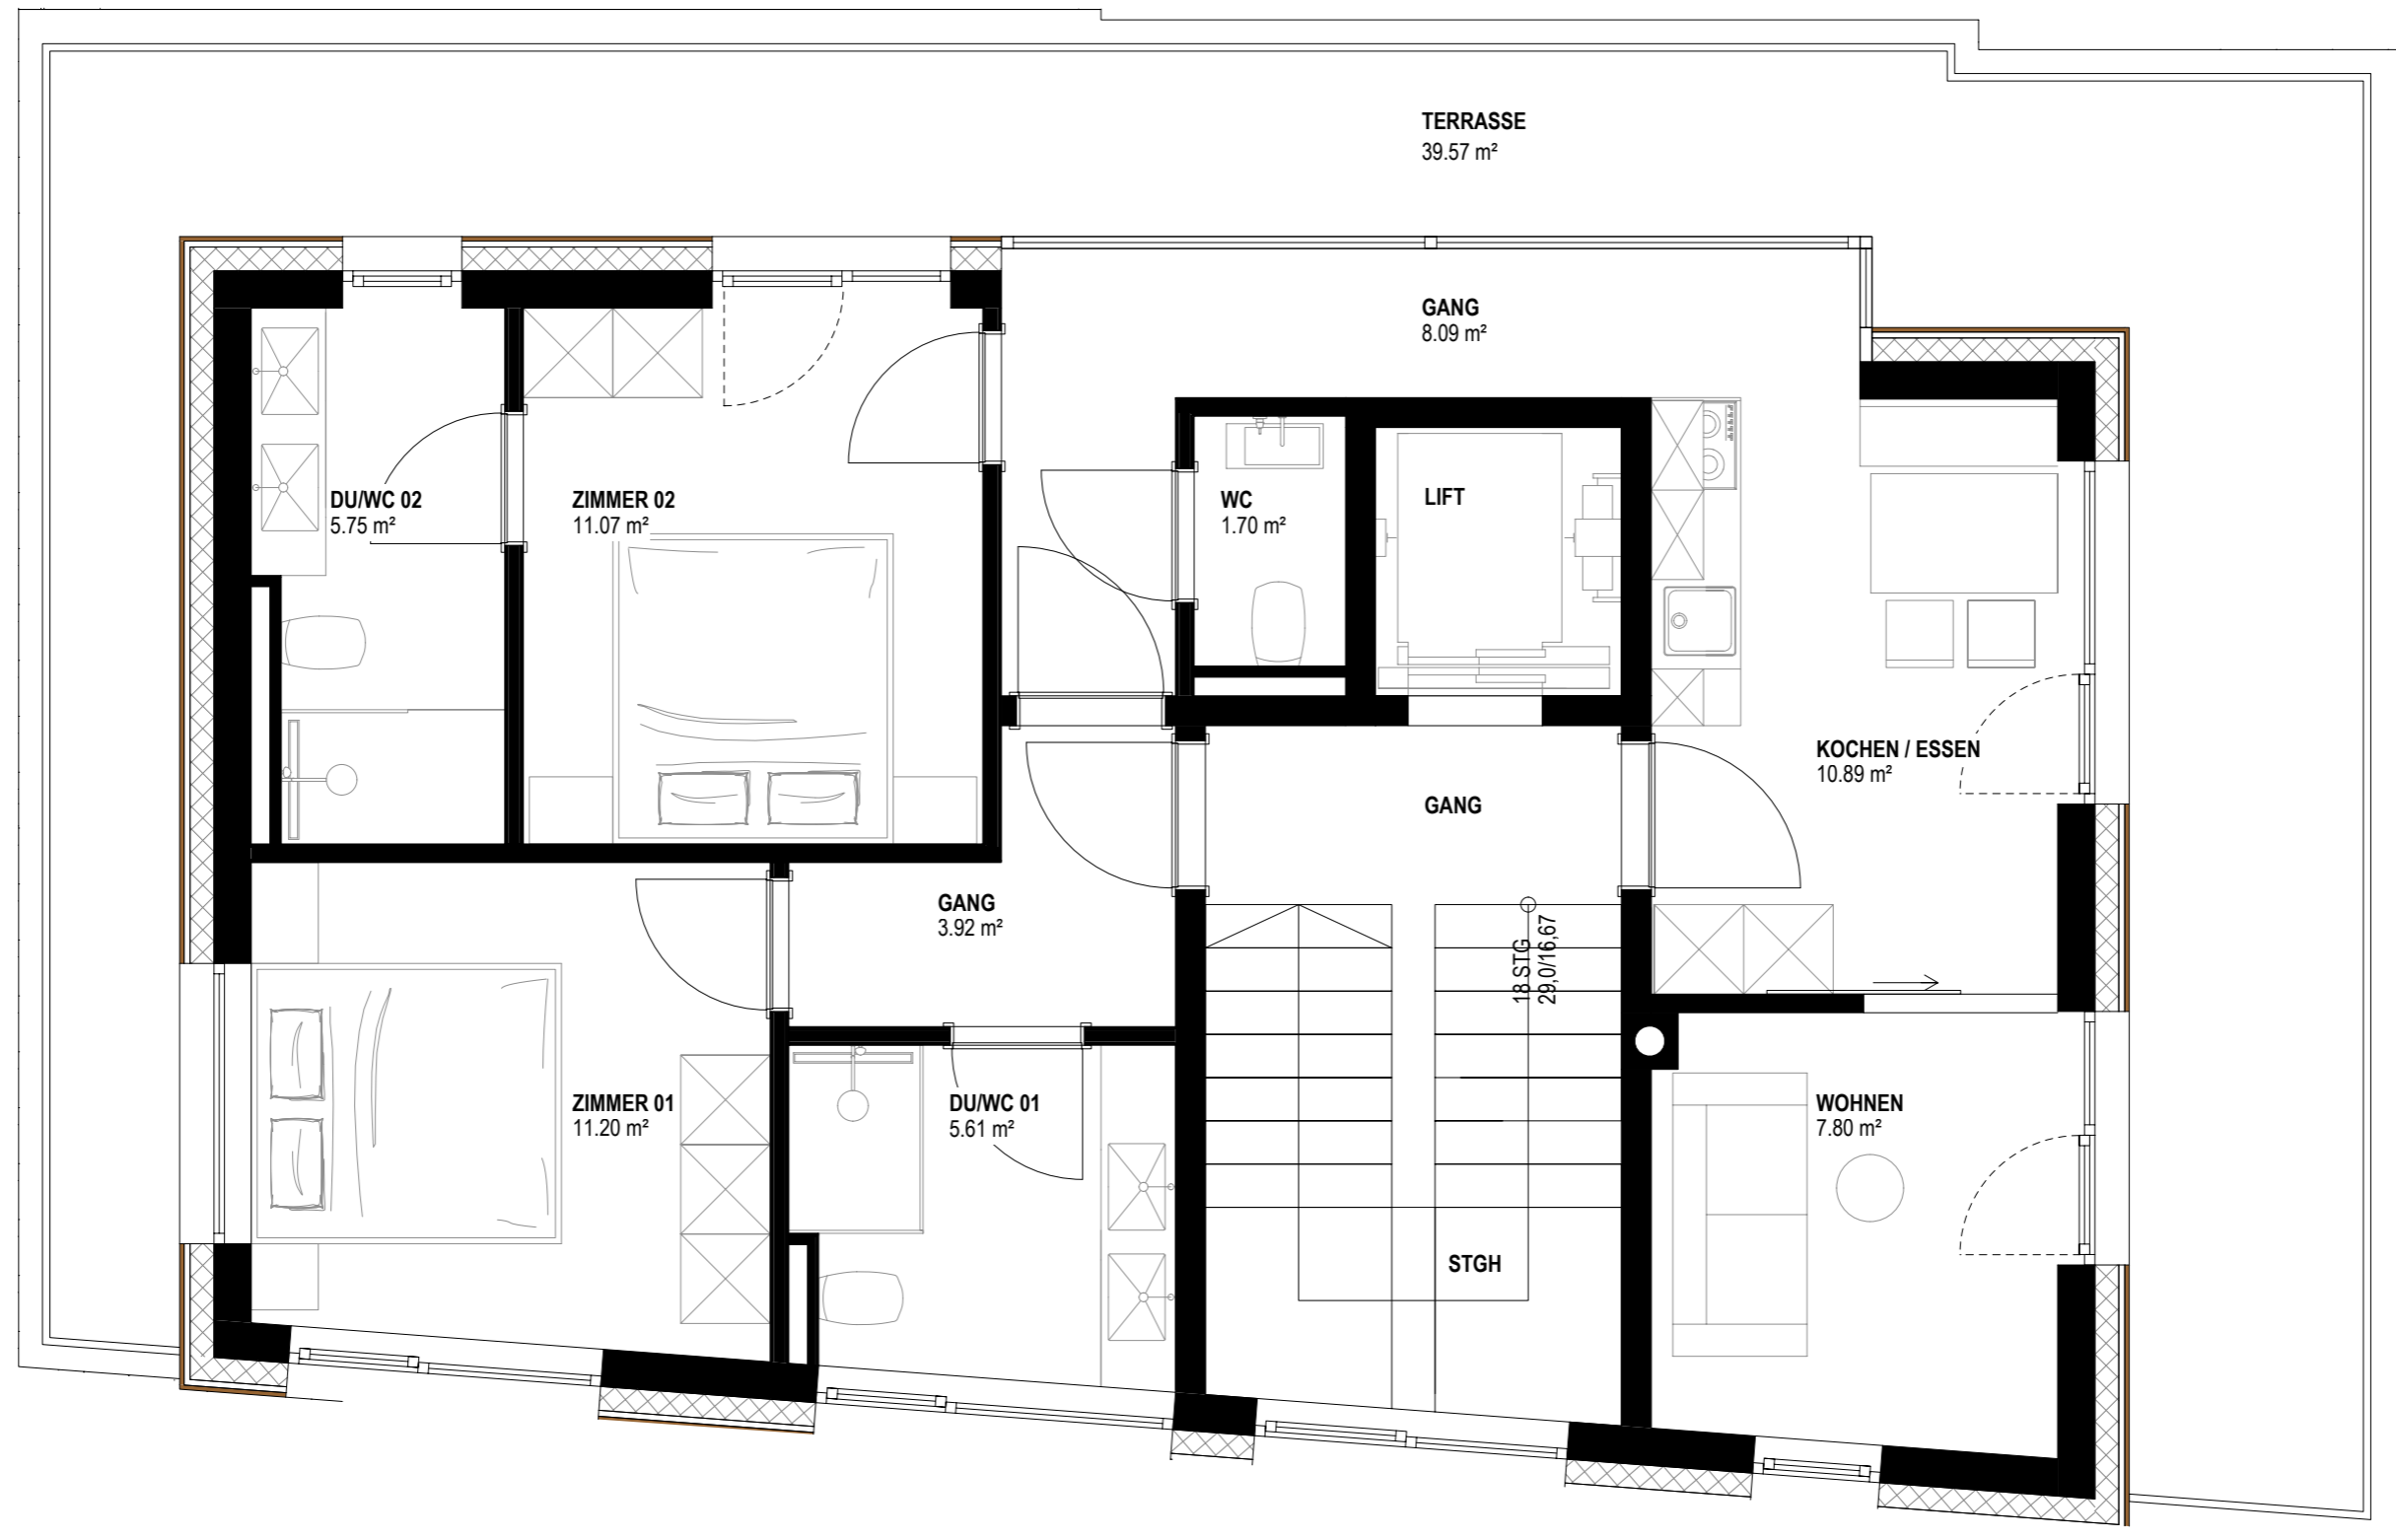 TERRASSE
39.57 m²
GANG
8.09 m²
DU/WC 02
5.75 m²
ZIMMER 02
11.07 m²
WC
1.70 m²
LIFT
KOCHEN / ESSEN
10.89 m²
GANG
GANG
3.92 m²
18 STG
29,0/16,67
ZIMMER 01
11.20 m²
DU/WC 01
5.61 m²
WOHNEN
7.80 m²
STGH